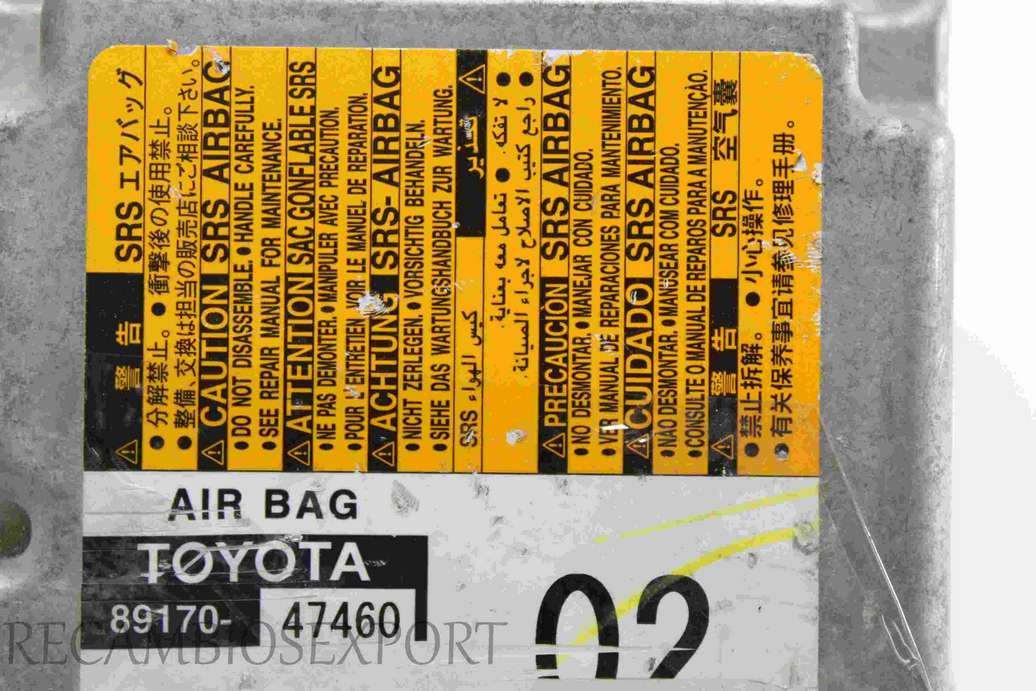 警告 SRSエアバッグ
● 分解禁止。 ● 衝撃後の使用禁止。
● 整備、交換は担当の販売店にご相談下さい。
CAUTION SRS AIRBAG
● DO NOT DISASSEMBLE. ● HANDLE CAREFULLY.
● SEE REPAIR MANUAL FOR MAINTENANCE.
ATTENTION SAC GONFLABLE SRS
● NE PAS DEMONTER. ● MANIPULER AVEC PRECAUTION.
● POUR L'ENTRETIEN VOIR LE MANUEL DE REPARATION.
ACHTUNG SRS- AIRBAG
● NICHT ZERLEGEN. ● VORSICHTIG BEHANDELN.
● SIEHE DAS WARTUNGSHANDBUCH ZUR WARTUNG.
تحذير كيس الهواء SRS
● لا تفكه. ● تعامل معه بعناية.
● راجع كتيب الاصلاح لاجراء الصيانة.
PRECAUCIÒN SRS AIRBAG
● NO DESMONTAR. ● MANEJAR CON CUIDADO.
● VER MANUAL DE REPARACIONES PARA MANTENIMIENTO.
CUIDADO SRS AIRBAG
● NÃO DESMONTAR. ● MANUSEAR COM CUIDADO.
● CONSULTE O MANUAL DE REPAROS PARA A MANUTENÇÃO.
警告 SRS 空气囊
● 禁止拆解。 ● 小心操作。
● 有关保养事宜请参见修理手册。
AIR BAG
TOYOTA
89170- 47460
02
RECAMBIOSEXPORT